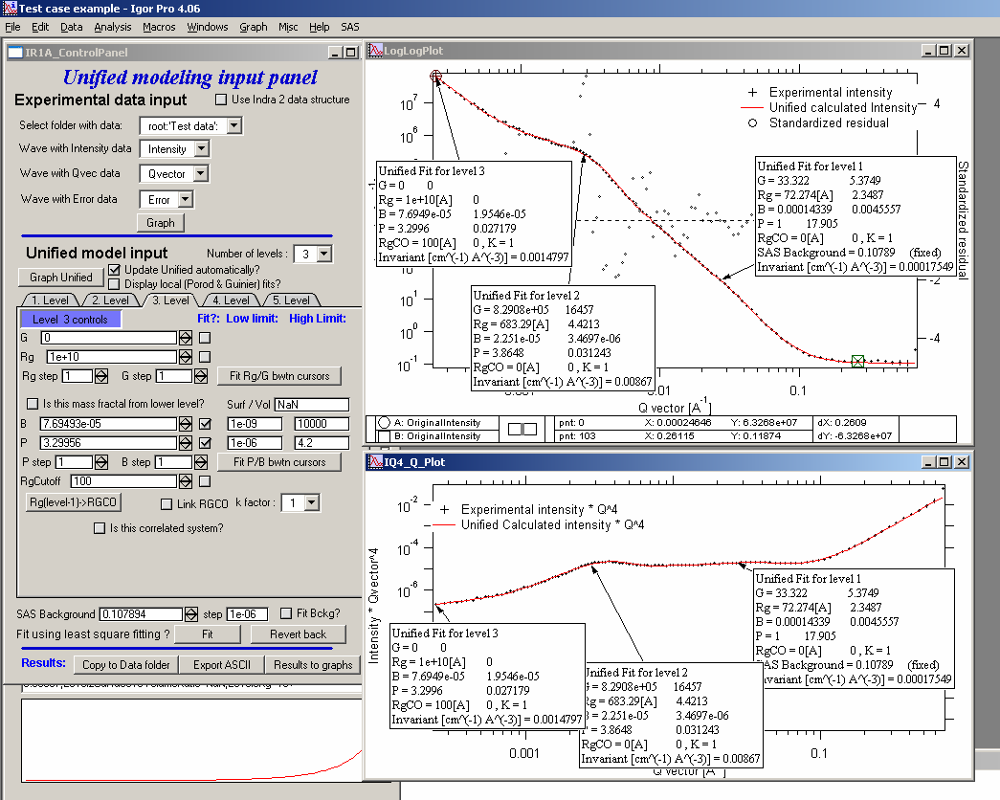 Test case example - Igor Pro 4.06
File Edit Data Analysis Macros Windows Graph Misc Help SAS
IR1A_ControlPanel
Unified modeling input panel
Experimental data input
Use Indra 2 data structure
Select folder with data: root:'Test data':
Wave with Intensity data Intensity
Wave with Qvec data Qvector
Wave with Error data Error
Graph
Unified model input
Number of levels : 3
Graph Unified
Update Unified automatically?
Display local (Porod & Guinier) fits?
1. Level 2. Level 3. Level 4. Level 5. Level
Level 3 controls
Fit?: Low limit: High Limit:
G 0
Rg 1e+10
Rg step 1 G step 1 Fit Rg/G bwtn cursors
Is this mass fractal from lower level? Surf / Vol NaN
B 7.69493e-05 1e-09 10000
P 3.29956 1e-06 4.2
P step 1 B step 1 Fit P/B bwtn cursors
RgCutoff 100
Rg(level-1)->RGCO Link RGCO k factor : 1
Is this correlated system?
SAS Background 0.107894 step 1e-06 Fit Bckg?
Fit using least square fitting ? Fit Revert back
Results: Copy to Data folder Export ASCII Results to graphs
LogLogPlot
Experimental intensity
Unified calculated Intensity
Standardized residual
10^7
10^6
10^1
10^0
10^-1
4
-2
-4
Standardized residual
Unified Fit for level 3
G = 0 0
Rg = 1e+10[A] 0
B = 7.6949e-05 1.9546e-05
P = 3.2996 0.027179
RgCO = 100[A] 0 , K = 1
Invariant [cm^(-1) A^(-3)] = 0.0014797
Unified Fit for level 1
G = 33.322 5.3749
Rg = 72.274[A] 2.3487
B = 0.00014339 0.0045557
P = 1 17.905
RgCO = 0[A] 0 , K = 1
SAS Background = 0.10789 (fixed)
Invariant [cm^(-1) A^(-3)] = 0.00017549
Unified Fit for level 2
G = 8.2908e+05 16457
Rg = 683.29[A] 4.4213
B = 2.251e-05 3.4697e-06
P = 3.8648 0.031243
RgCO = 0[A] 0 , K = 1
Invariant [cm^(-1) A^(-3)] = 0.00867
0.1
Q vector [A^-1]
A: OriginalIntensity pnt: 0 X: 0.00024646 Y: 6.3268e+07 dX: 0.2609
B: OriginalIntensity pnt: 103 X: 0.26115 Y: 0.11874 dY: -6.3268e+07
IQ4_Q_Plot
Experimental intensity * Q^4
Unified Calculated intensity * Q^4
10^-2
10^-4
10^-6
Intensity * Qvector^4
Unified Fit for level 1
G = 33.322 5.3749
Rg = 72.274[A] 2.3487
B = 0.00014339 0.0045557
P = 1 17.905
RgCO = 0[A] 0 , K = 1
SAS Background = 0.10789 (fixed)
Invariant [cm^(-1) A^(-3)] = 0.00017549
Unified Fit for level 3
G = 0 0
Rg = 1e+10[A] 0
B = 7.6949e-05 1.9546e-05
P = 3.2996 0.027179
RgCO = 100[A] 0 , K = 1
Invariant [cm^(-1) A^(-3)] = 0.0014797
Unified Fit for level 2
G = 8.2908e+05 16457
Rg = 683.29[A] 4.4213
B = 2.251e-05 3.4697e-06
P = 3.8648 0.031243
RgCO = 0[A] 0 , K = 1
Invariant [cm^(-1) A^(-3)] = 0.00867
0.001 0.1
Q vector [A